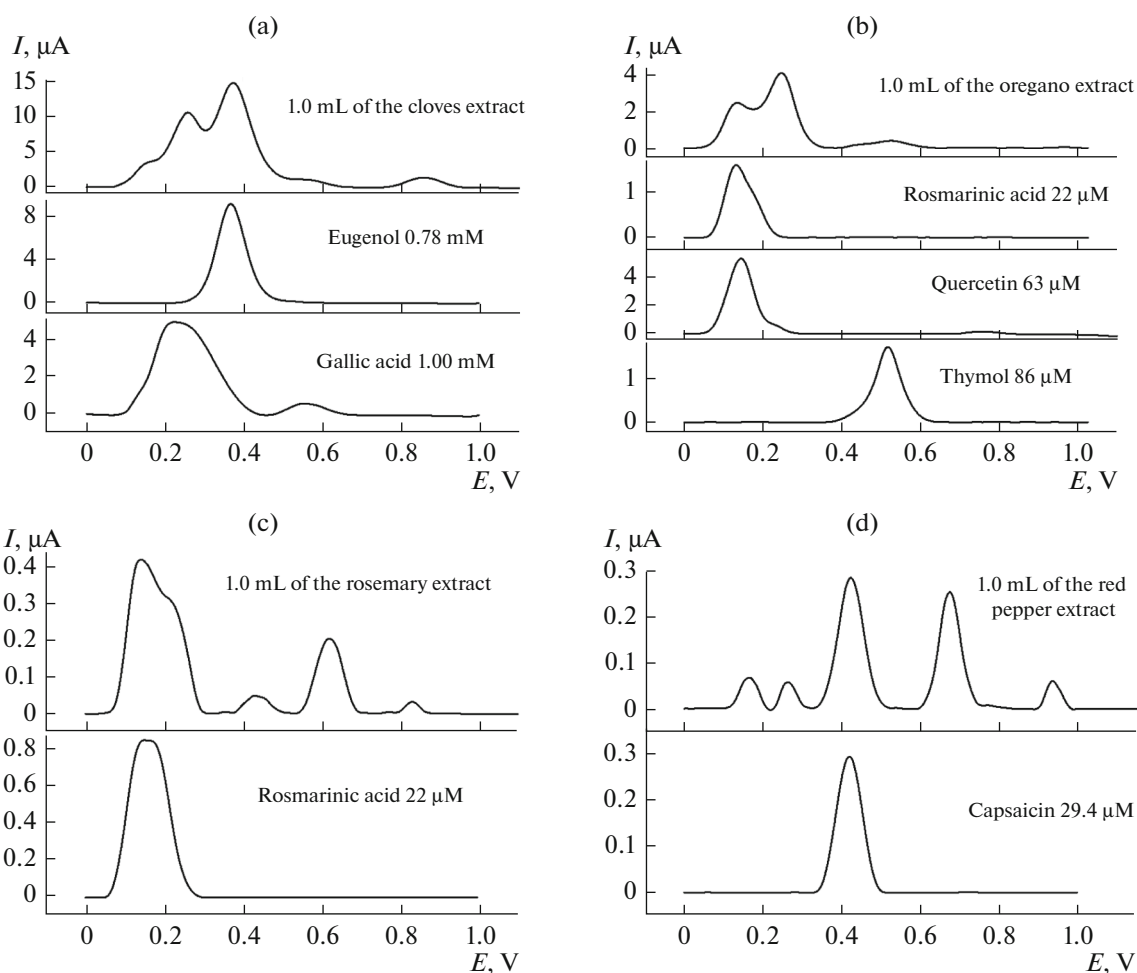 (a)
I, µA
15
10
5
0
1.0 mL of the cloves extract
8
4
0
Eugenol 0.78 mM
4
2
0
Gallic acid 1.00 mM
0 0.2 0.4 0.6 0.8 1.0
E, V
(b)
I, µA
4
2
0
1.0 mL of the oregano extract
1
0
Rosmarinic acid 22 µM
4
2
0
Quercetin 63 µM
1
0
Thymol 86 µM
0 0.2 0.4 0.6 0.8 1.0
E, V
(c)
I, µA
0.4
0.3
0.2
0.1
0
1.0 mL of the rosemary extract
0.8
0.6
0.4
0.2
0
Rosmarinic acid 22 µM
0 0.2 0.4 0.6 0.8 1.0
E, V
(d)
I, µA
0.3
0.2
0.1
0
1.0 mL of the red
pepper extract
0.3
0.2
0.1
0
Capsaicin 29.4 µM
0 0.2 0.4 0.6 0.8 1.0
E, V